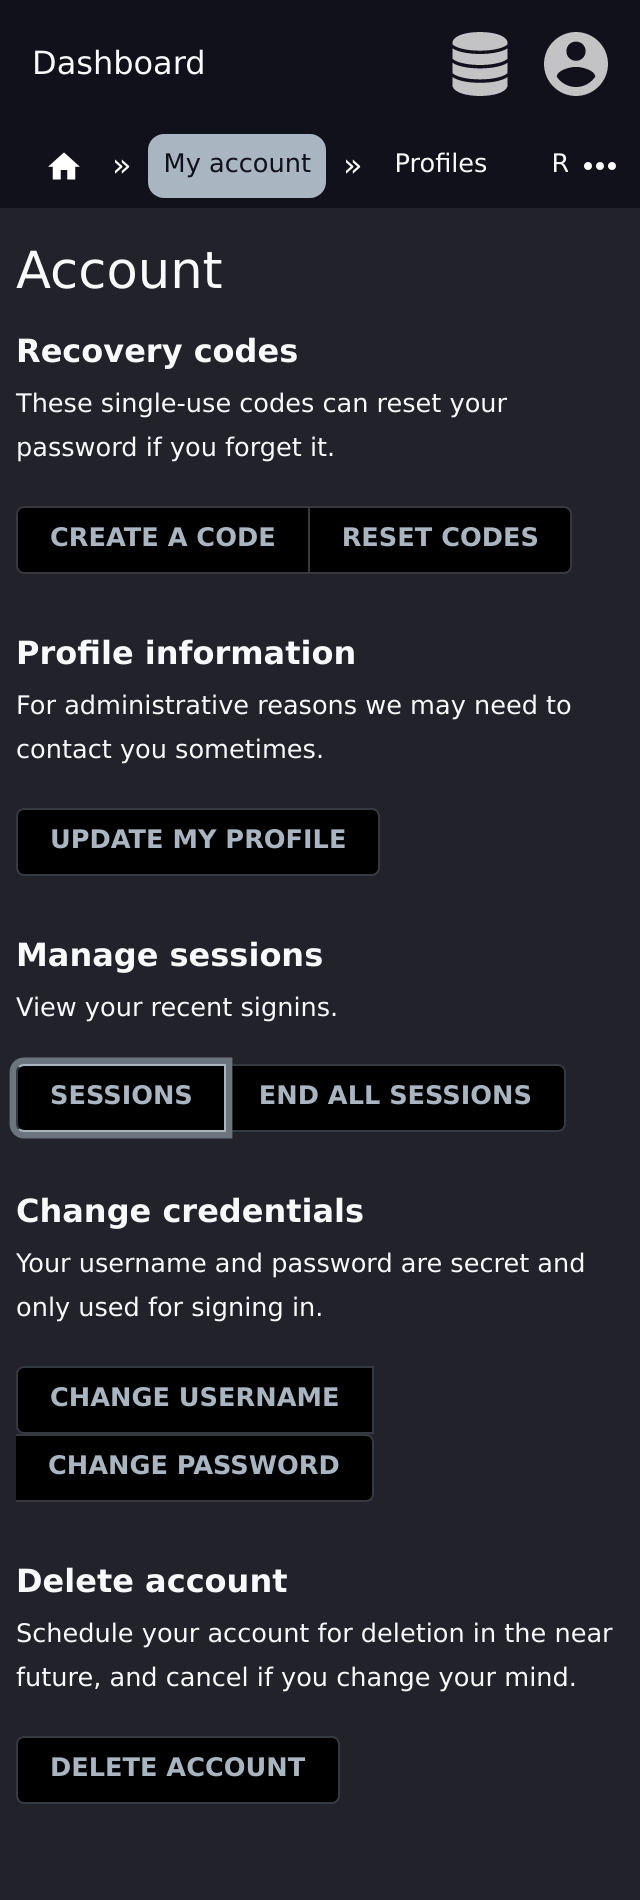 Dashboard
» My account » Profiles R
Account
Recovery codes
These single-use codes can reset your
password if you forget it.
CREATE A CODE RESET CODES
Profile information
For administrative reasons we may need to
contact you sometimes.
UPDATE MY PROFILE
Manage sessions
View your recent signins.
SESSIONS END ALL SESSIONS
Change credentials
Your username and password are secret and
only used for signing in.
CHANGE USERNAME
CHANGE PASSWORD
Delete account
Schedule your account for deletion in the near
future, and cancel if you change your mind.
DELETE ACCOUNT